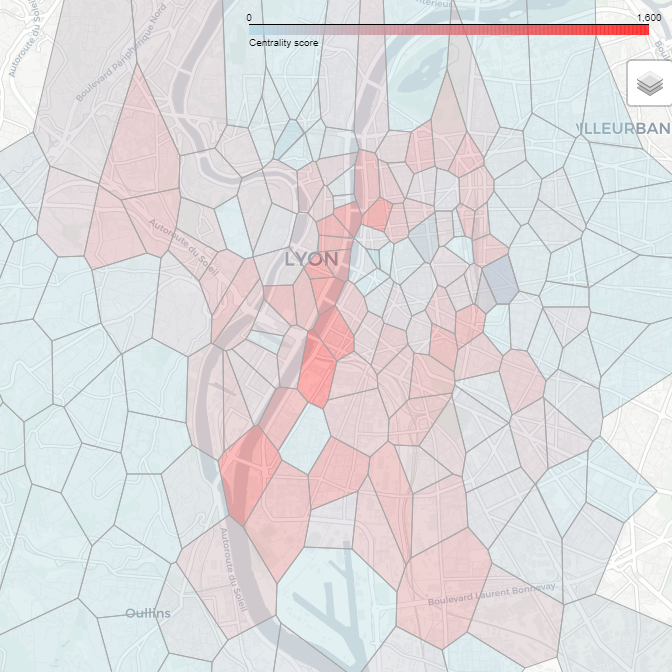 0 1,600
Centrality score
Autoroute du Soleil
Boulevard Périphérique Nord
ILLEURBAN
Autoroute du Soleil
LYON
Autoroute du Soleil
Boulevard Laurent Bonnevay
Oullins